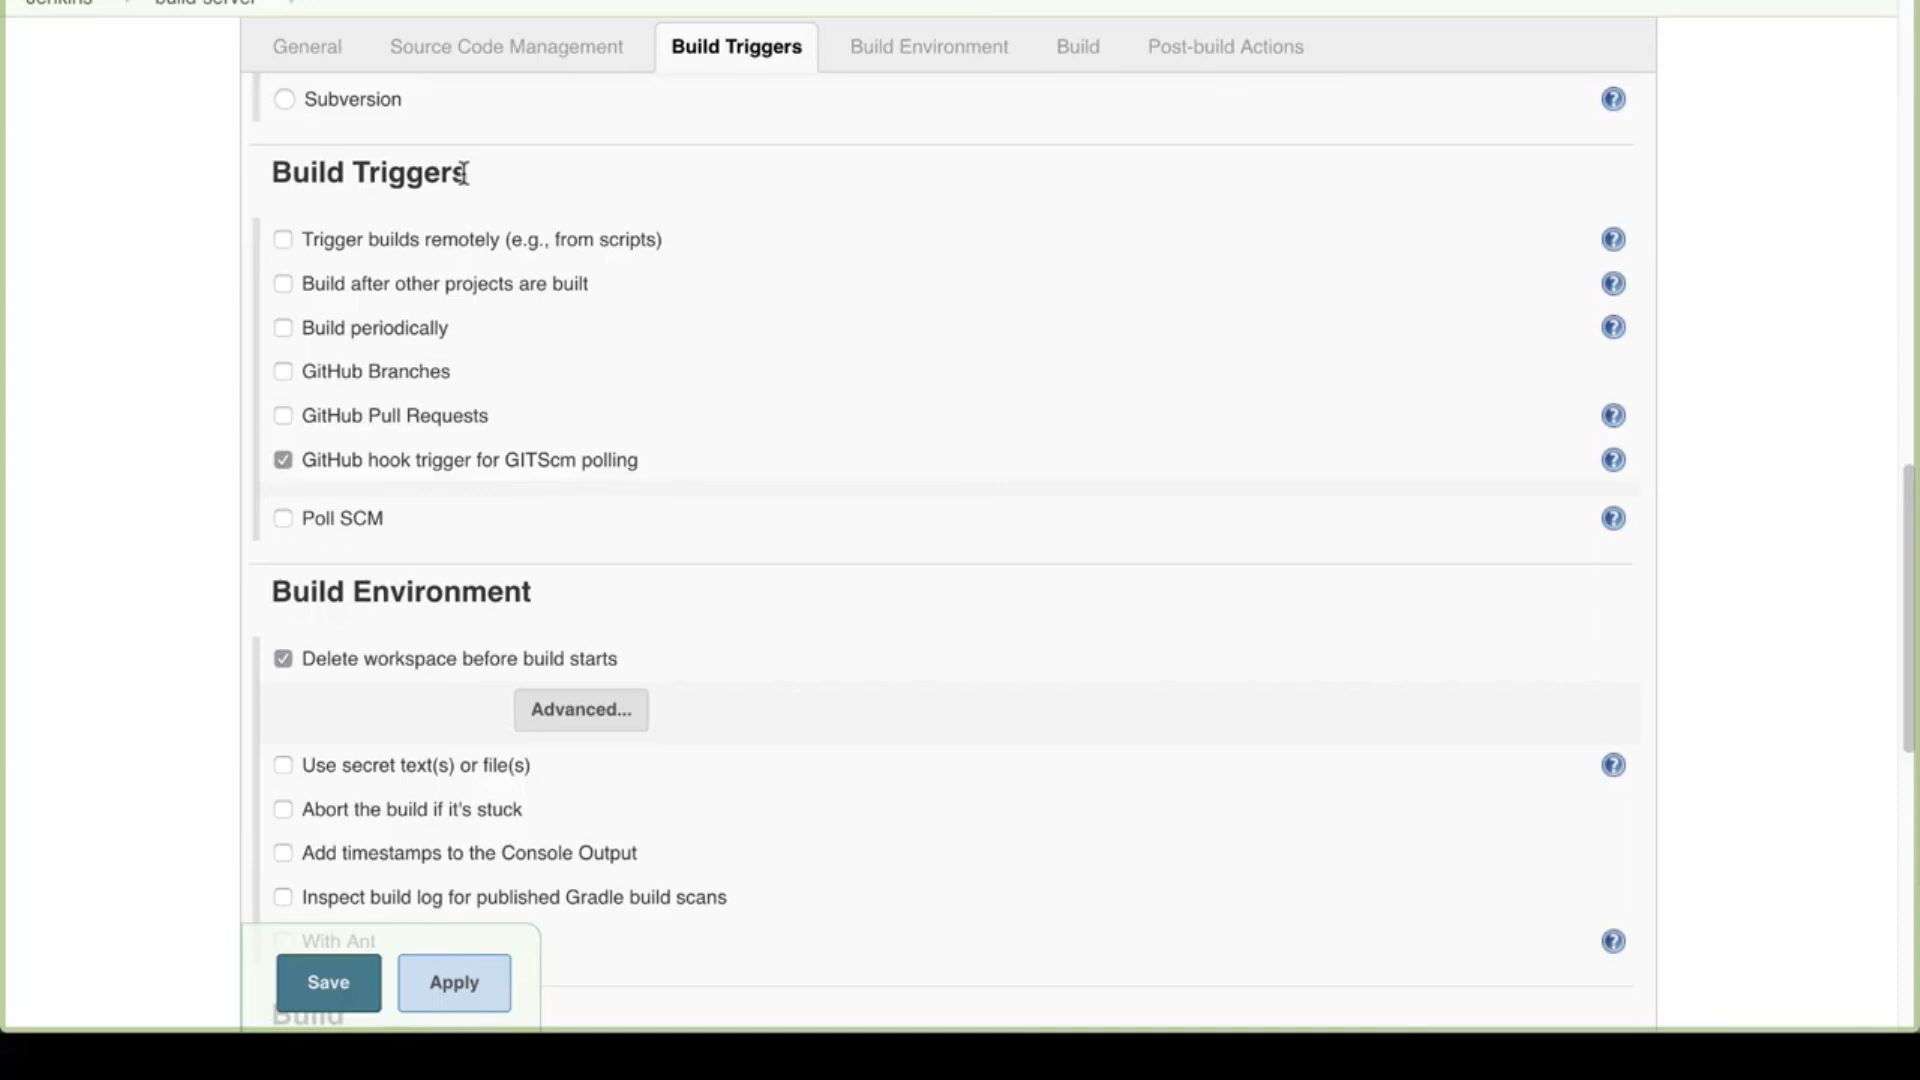 Jenkins
build-server
General Source Code Management Build Triggers Build Environment Build Post-build Actions
Subversion
Build Triggers
Trigger builds remotely (e.g., from scripts)
Build after other projects are built
Build periodically
GitHub Branches
GitHub Pull Requests
GitHub hook trigger for GITScm polling
Poll SCM
Build Environment
Delete workspace before build starts
Advanced...
Use secret text(s) or file(s)
Abort the build if it's stuck
Add timestamps to the Console Output
Inspect build log for published Gradle build scans
With Ant
Save Apply
Build